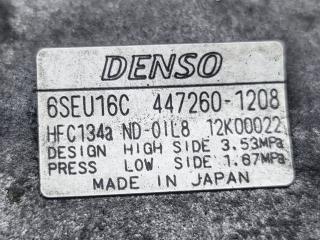 DENSO
6SEU16C 447260-1208
HFC134a ND-OIL8 12K00022
DESIGN HIGH SIDE 3.53MPa
PRESS LOW SIDE 1.67MPa
MADE IN JAPAN